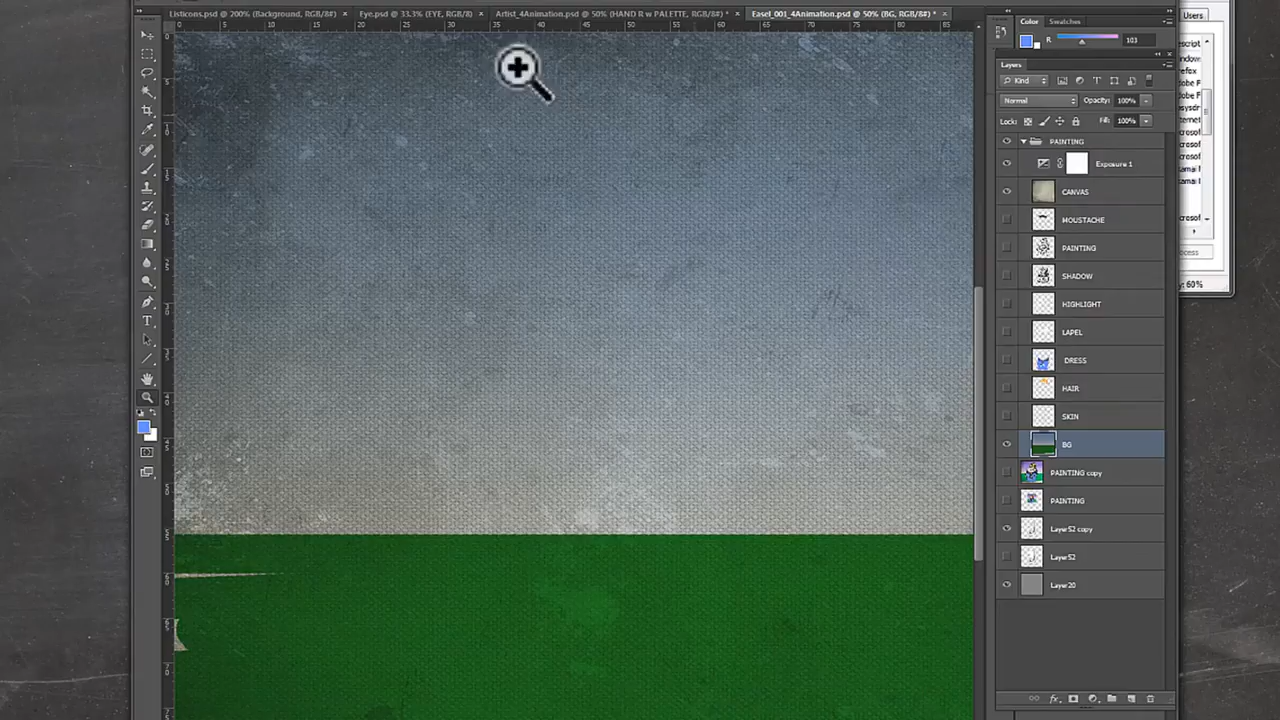 Listicons.psd @ 200% (Background, RGB/8#) ×
Eye.psd @ 33.3% (EYE, RGB/8) ×
Artist_4Animation.psd @ 50% (HAND R w PALETTE, RGB/8#) * ×
Easel_001_4Animation.psd @ 50% (BG, RGB/8#) * ×
Color Swatches
R 103
Users
Layers
Kind
Normal Opacity: 100%
Lock: Fill: 100%
PAINTING
Exposure 1
CANVAS
MOUSTACHE
PAINTING
SHADOW
HIGHLIGHT
LAPEL
DRESS
HAIR
SKIN
BG
PAINTING copy
PAINTING
Layer52 copy
Layer52
Layer20
ocess
y: 60%